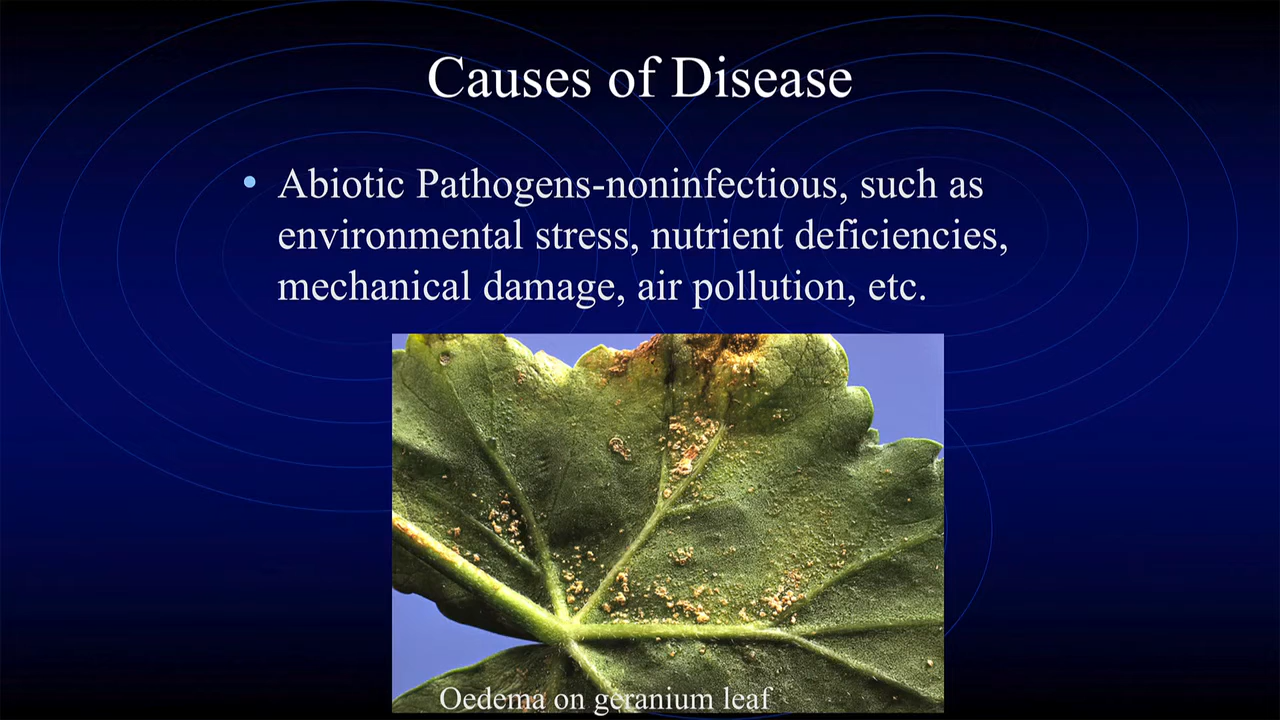 Causes of Disease
• Abiotic Pathogens-noninfectious, such as
environmental stress, nutrient deficiencies,
mechanical damage, air pollution, etc.
Oedema on geranium leaf